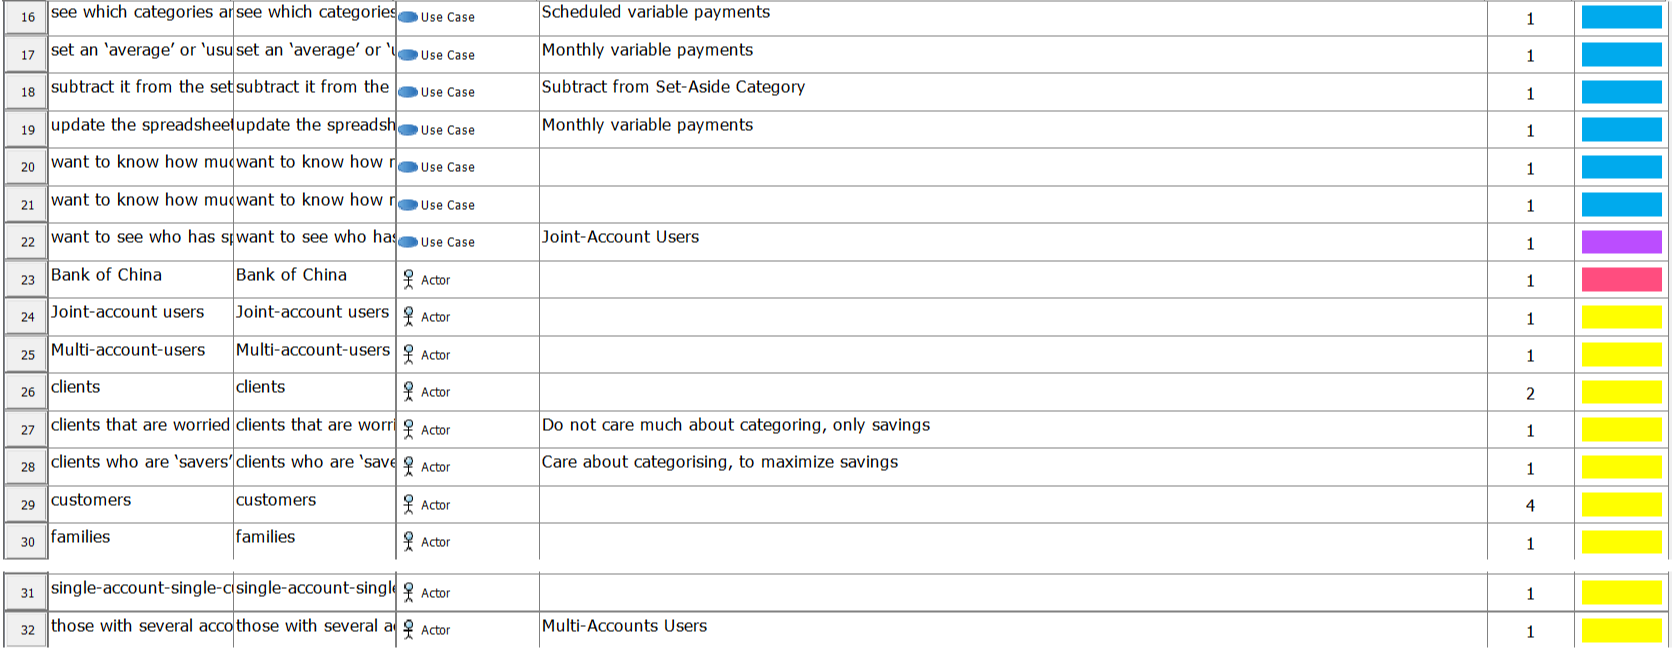 16 see which categories ar see which categories Use Case Scheduled variable payments 1
17 set an ‘average’ or ‘usu set an ‘average’ or ‘u Use Case Monthly variable payments 1
18 subtract it from the set subtract it from the Use Case Subtract from Set-Aside Category 1
19 update the spreadsheet update the spreadsh Use Case Monthly variable payments 1
20 want to know how muc want to know how r Use Case 1
21 want to know how muc want to know how r Use Case 1
22 want to see who has sp want to see who has Use Case Joint-Account Users 1
23 Bank of China Bank of China Actor 1
24 Joint-account users Joint-account users Actor 1
25 Multi-account-users Multi-account-users Actor 1
26 clients clients Actor 2
27 clients that are worried clients that are worri Actor Do not care much about categoring, only savings 1
28 clients who are ‘savers’ clients who are ‘save Actor Care about categorising, to maximize savings 1
29 customers customers Actor 4
30 families families Actor 1
31 single-account-single-c single-account-single Actor 1
32 those with several acco those with several a Actor Multi-Accounts Users 1